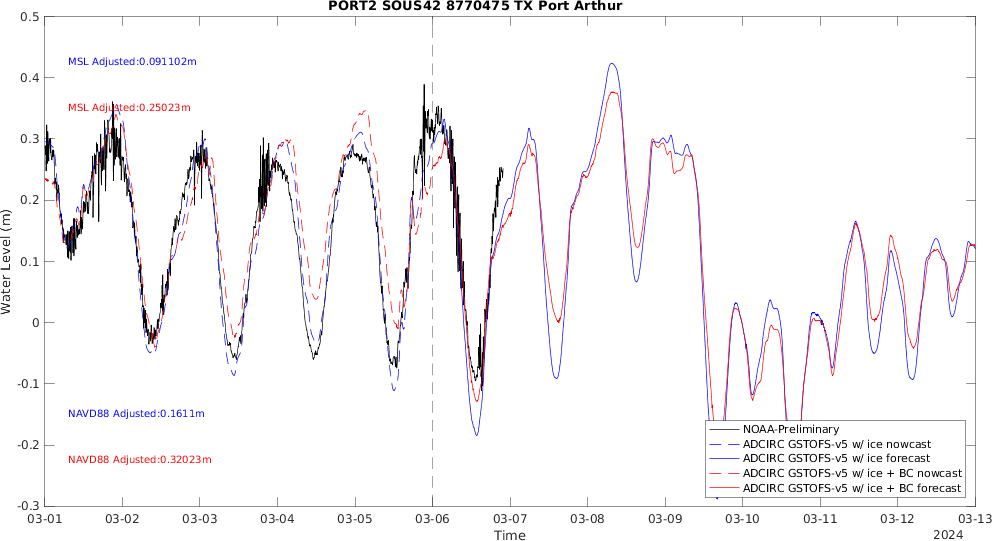 PORT2 SOUS42 8770475 TX Port Arthur
0.5
0.4
0.3
0.2
0.1
0
-0.1
-0.2
-0.3
Water Level (m)
MSL Adjusted:0.091102m
MSL Adjusted:0.25023m
NAVD88 Adjusted:0.1611m
NAVD88 Adjusted:0.32023m
NOAA-Preliminary
ADCIRC GSTOFS-v5 w/ ice nowcast
ADCIRC GSTOFS-v5 w/ ice forecast
ADCIRC GSTOFS-v5 w/ ice + BC nowcast
ADCIRC GSTOFS-v5 w/ ice + BC forecast
03-01 03-02 03-03 03-04 03-05 03-06 03-07 03-08 03-09 03-10 03-11 03-12 03-13
Time
2024